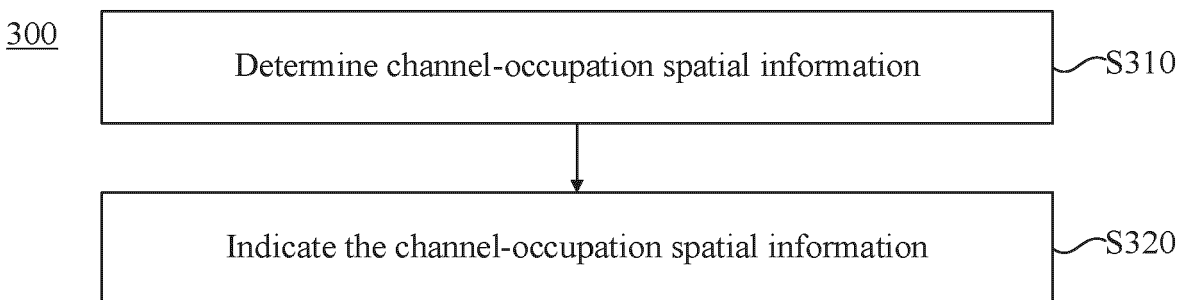 300
Determine channel-occupation spatial information
S310
Indicate the channel-occupation spatial information
S320